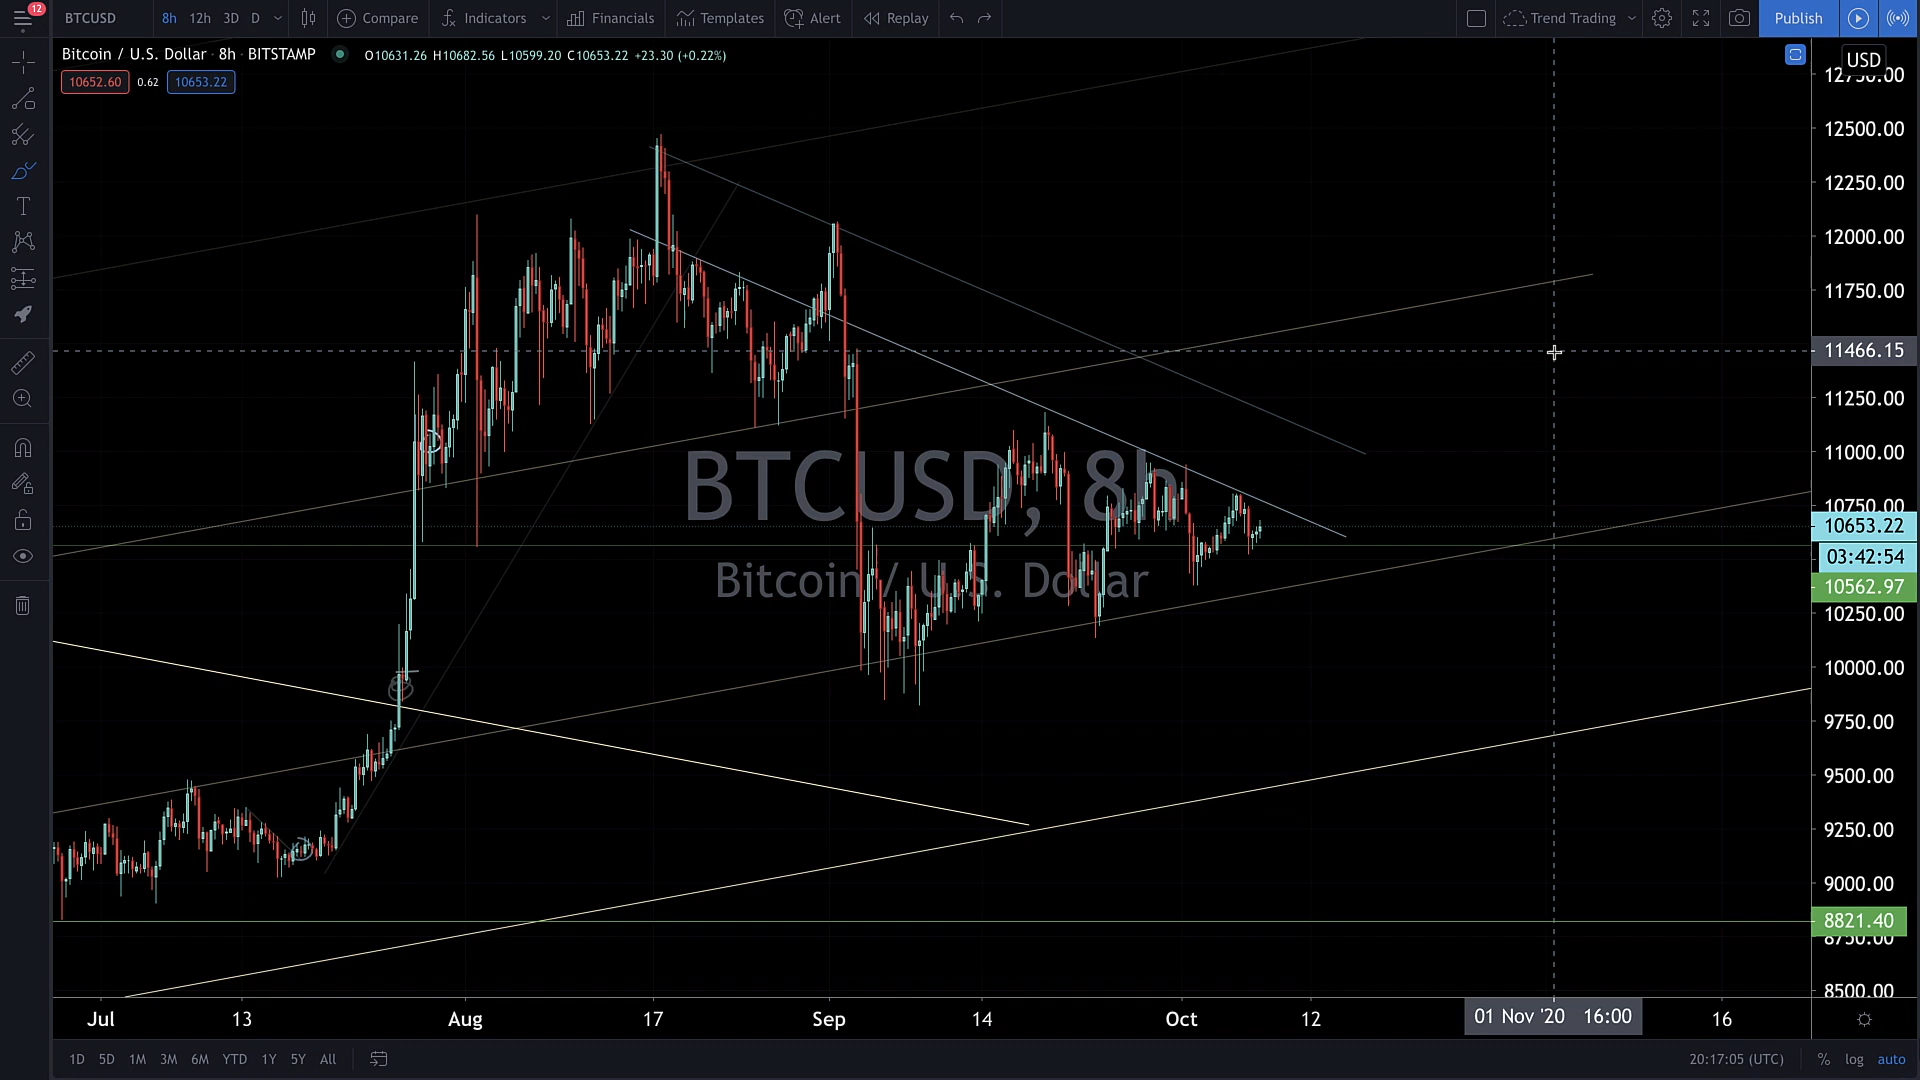 12
BTCUSD 8h 12h 3D D Compare Indicators Financials Templates Alert Replay Trend Trading Publish
Bitcoin / U.S. Dollar · 8h · BITSTAMP O10631.26 H10682.56 L10599.20 C10653.22 +23.30 (+0.22%)
10652.60 0.62 10653.22
USD
12750.00
12500.00
12250.00
12000.00
11750.00
11466.15
11250.00
11000.00
10750.00
10653.22
03:42:54
10562.97
10250.00
10000.00
9750.00
9500.00
9250.00
9000.00
8821.40
8750.00
8500.00
BTCUSD, 8h
Bitcoin / U.S. Dollar
Jul 13 Aug 17 Sep 14 Oct 12 01 Nov '20 16:00 16
1D 5D 1M 3M 6M YTD 1Y 5Y All 20:17:05 (UTC) % log auto